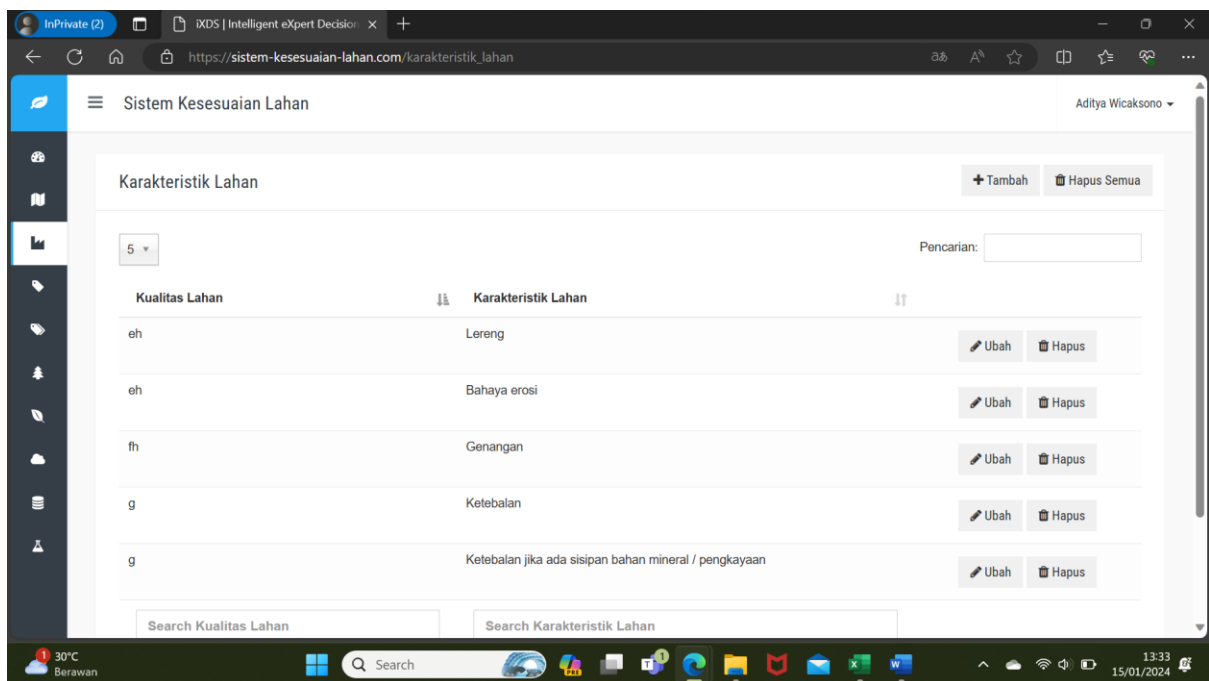 InPrivate (2)
iXDS | Intelligent eXpert Decision
https://sistem-kesesuaian-lahan.com/karakteristik_lahan
Sistem Kesesuaian Lahan
Aditya Wicaksono
Karakteristik Lahan
Tambah
Hapus Semua
5
Pencarian:
Kualitas Lahan
Karakteristik Lahan
eh
Lereng
Ubah
Hapus
eh
Bahaya erosi
Ubah
Hapus
fh
Genangan
Ubah
Hapus
g
Ketebalan
Ubah
Hapus
g
Ketebalan jika ada sisipan bahan mineral / pengkayaan
Ubah
Hapus
Search Kualitas Lahan
Search Karakteristik Lahan
1
30°C
Berawan
Search
PRE
1
13:33
15/01/2024